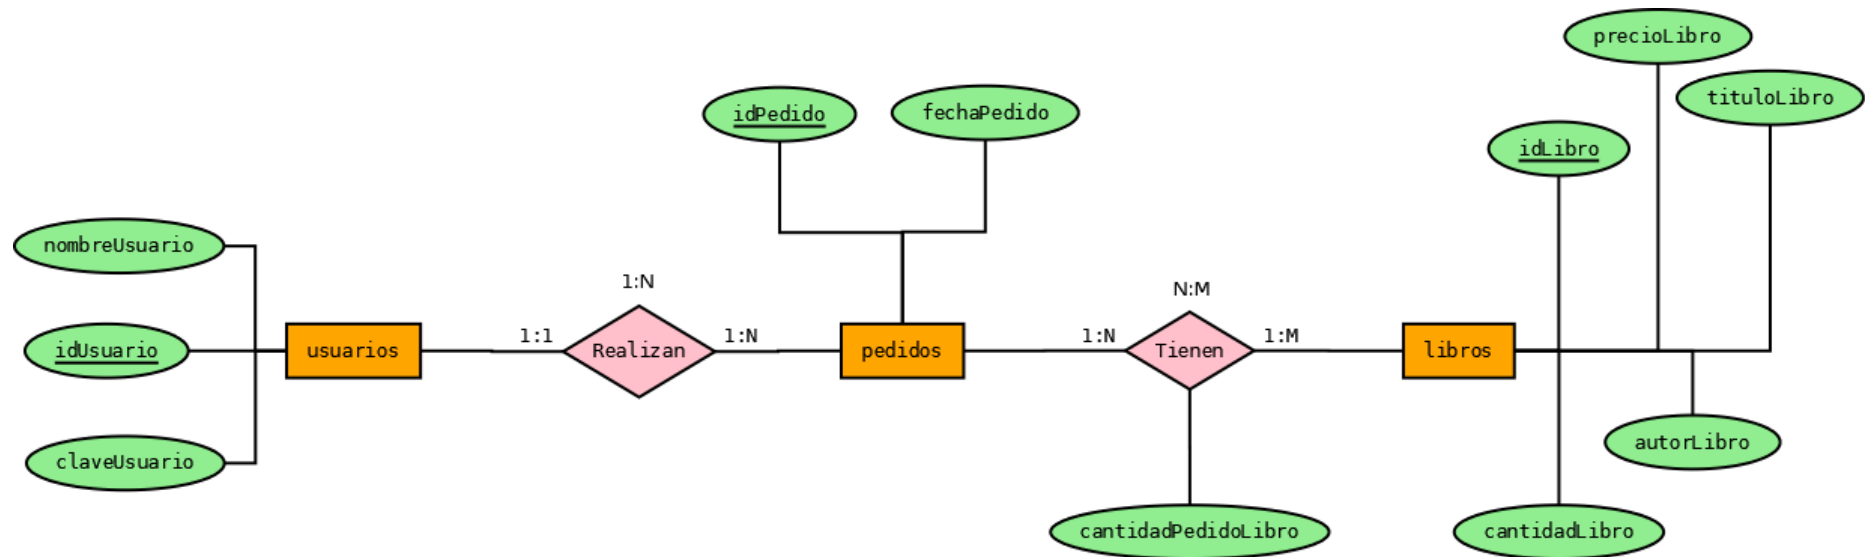 precioLibro
tituloLibro
idPedido
fechaPedido
idLibro
nombreUsuario
1:N
N:M
1:1
1:N
1:N
1:M
idUsuario
usuarios
Realizan
pedidos
Tienen
libros
autorLibro
claveUsuario
cantidadPedidoLibro
cantidadLibro